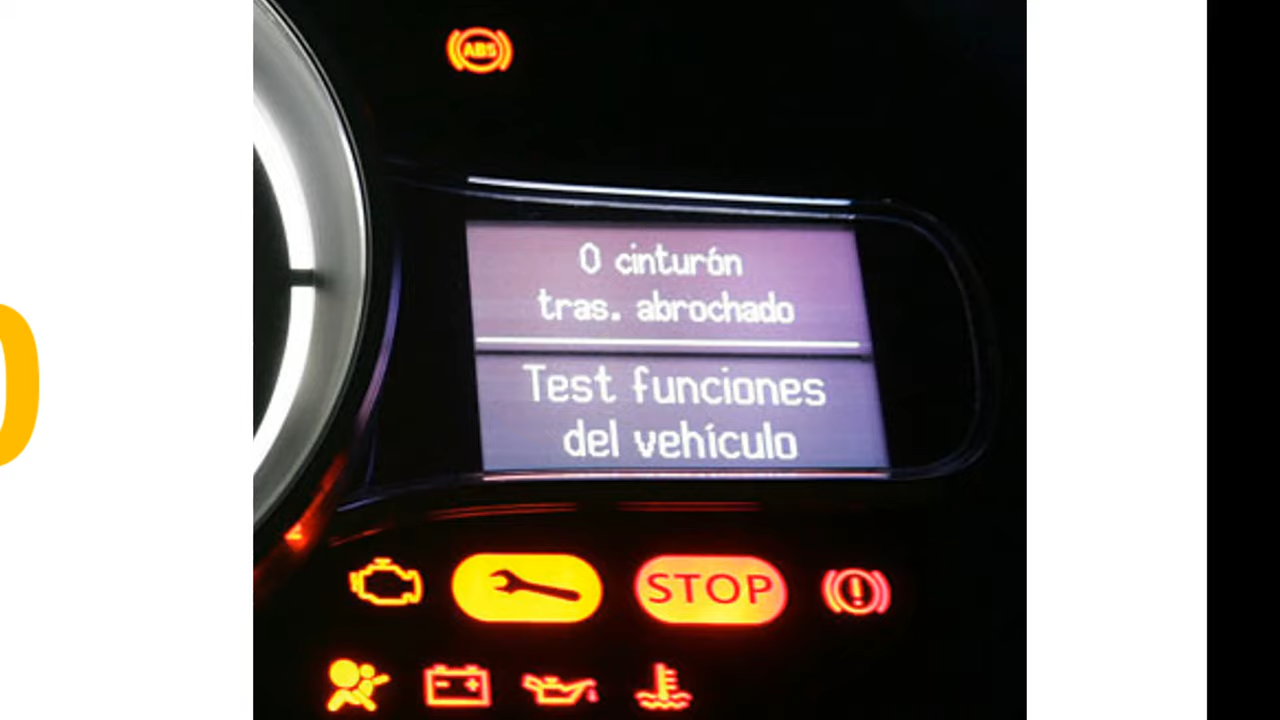 ABS
0 cinturón
tras. abrochado
Test funciones
del vehículo
STOP